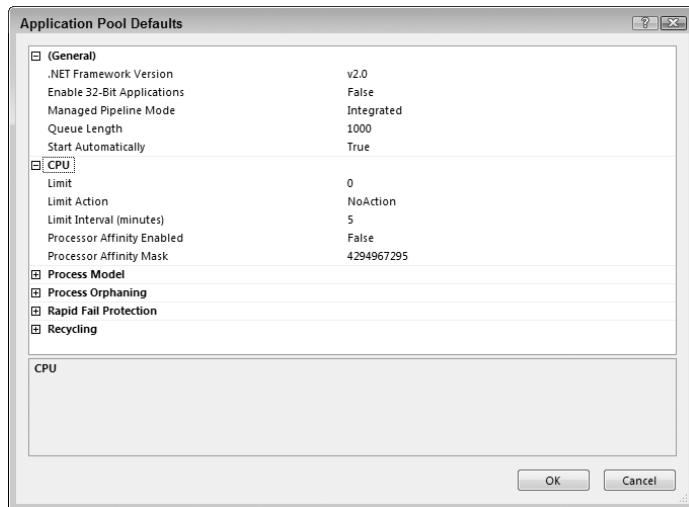 Application Pool Defaults
(General)
.NET Framework Version v2.0
Enable 32-Bit Applications False
Managed Pipeline Mode Integrated
Queue Length 1000
Start Automatically True
CPU
Limit 0
Limit Action NoAction
Limit Interval (minutes) 5
Processor Affinity Enabled False
Processor Affinity Mask 4294967295
Process Model
Process Orphaning
Rapid Fail Protection
Recycling
CPU
OK Cancel